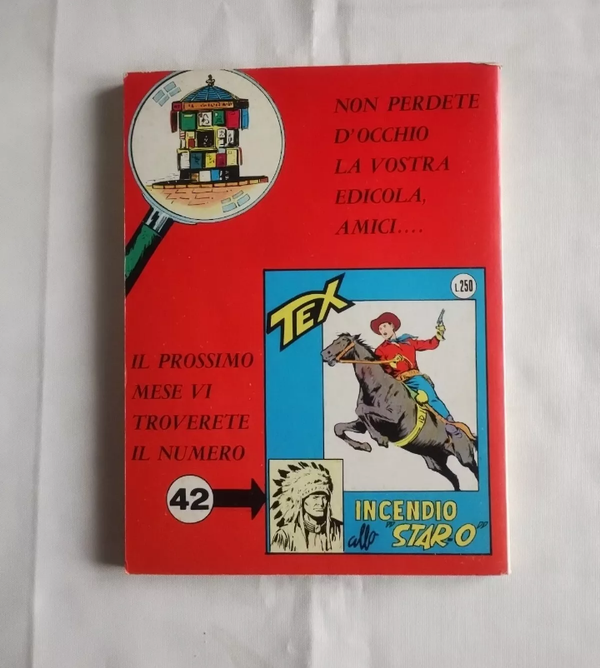 NON PERDETE
D'OCCHIO
LA VOSTRA
EDICOLA,
AMICI....
IL PROSSIMO
MESE VI
TROVERETE
IL NUMERO
42
TEX
L.250
INCENDIO
allo "STAR-O"